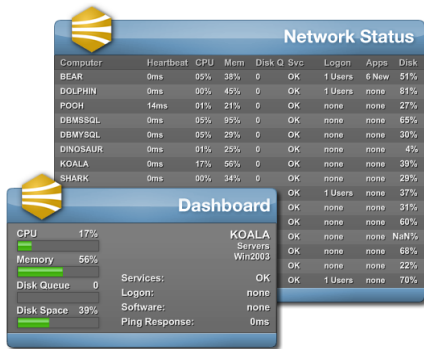 Network Status
Computer Heartbeat CPU Mem Disk Q Svc Logon Apps Disk
BEAR 0ms 05% 38% 0 OK 1 Users 6 New 51%
DOLPHIN 0ms 00% 45% 0 OK 1 Users none 81%
POOH 14ms 01% 21% 0 OK none none 27%
DBMSSQL 0ms 05% 95% 0 OK none none 65%
DBMYSQL 0ms 05% 29% 0 OK none none 30%
DINOSAUR 0ms 01% 25% 0 OK none none 4%
KOALA 0ms 17% 56% 0 OK none none 39%
SHARK 0ms 00% 34% 0 OK none none 29%
OK 1 Users none 37%
OK none none 31%
OK none none 60%
OK none none NaN%
OK none none 68%
OK none none 22%
OK 1 Users none 70%
Dashboard
CPU 17%
Memory 56%
Disk Queue 0
Disk Space 39%
KOALA
Servers
Win2003
Services: OK
Logon: none
Software: none
Ping Response: 0ms